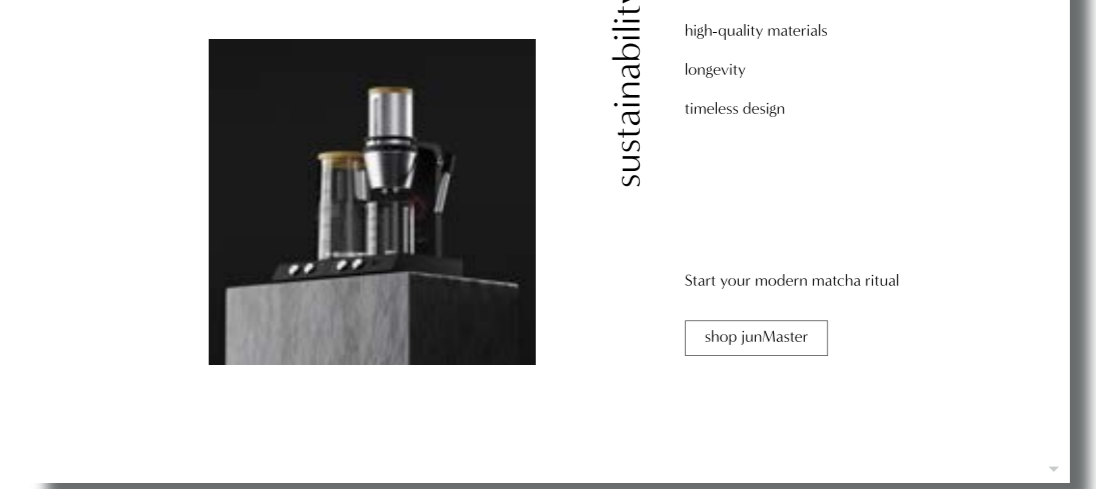 sustainability
high-quality materials
longevity
timeless design
Start your modern matcha ritual
shop junMaster